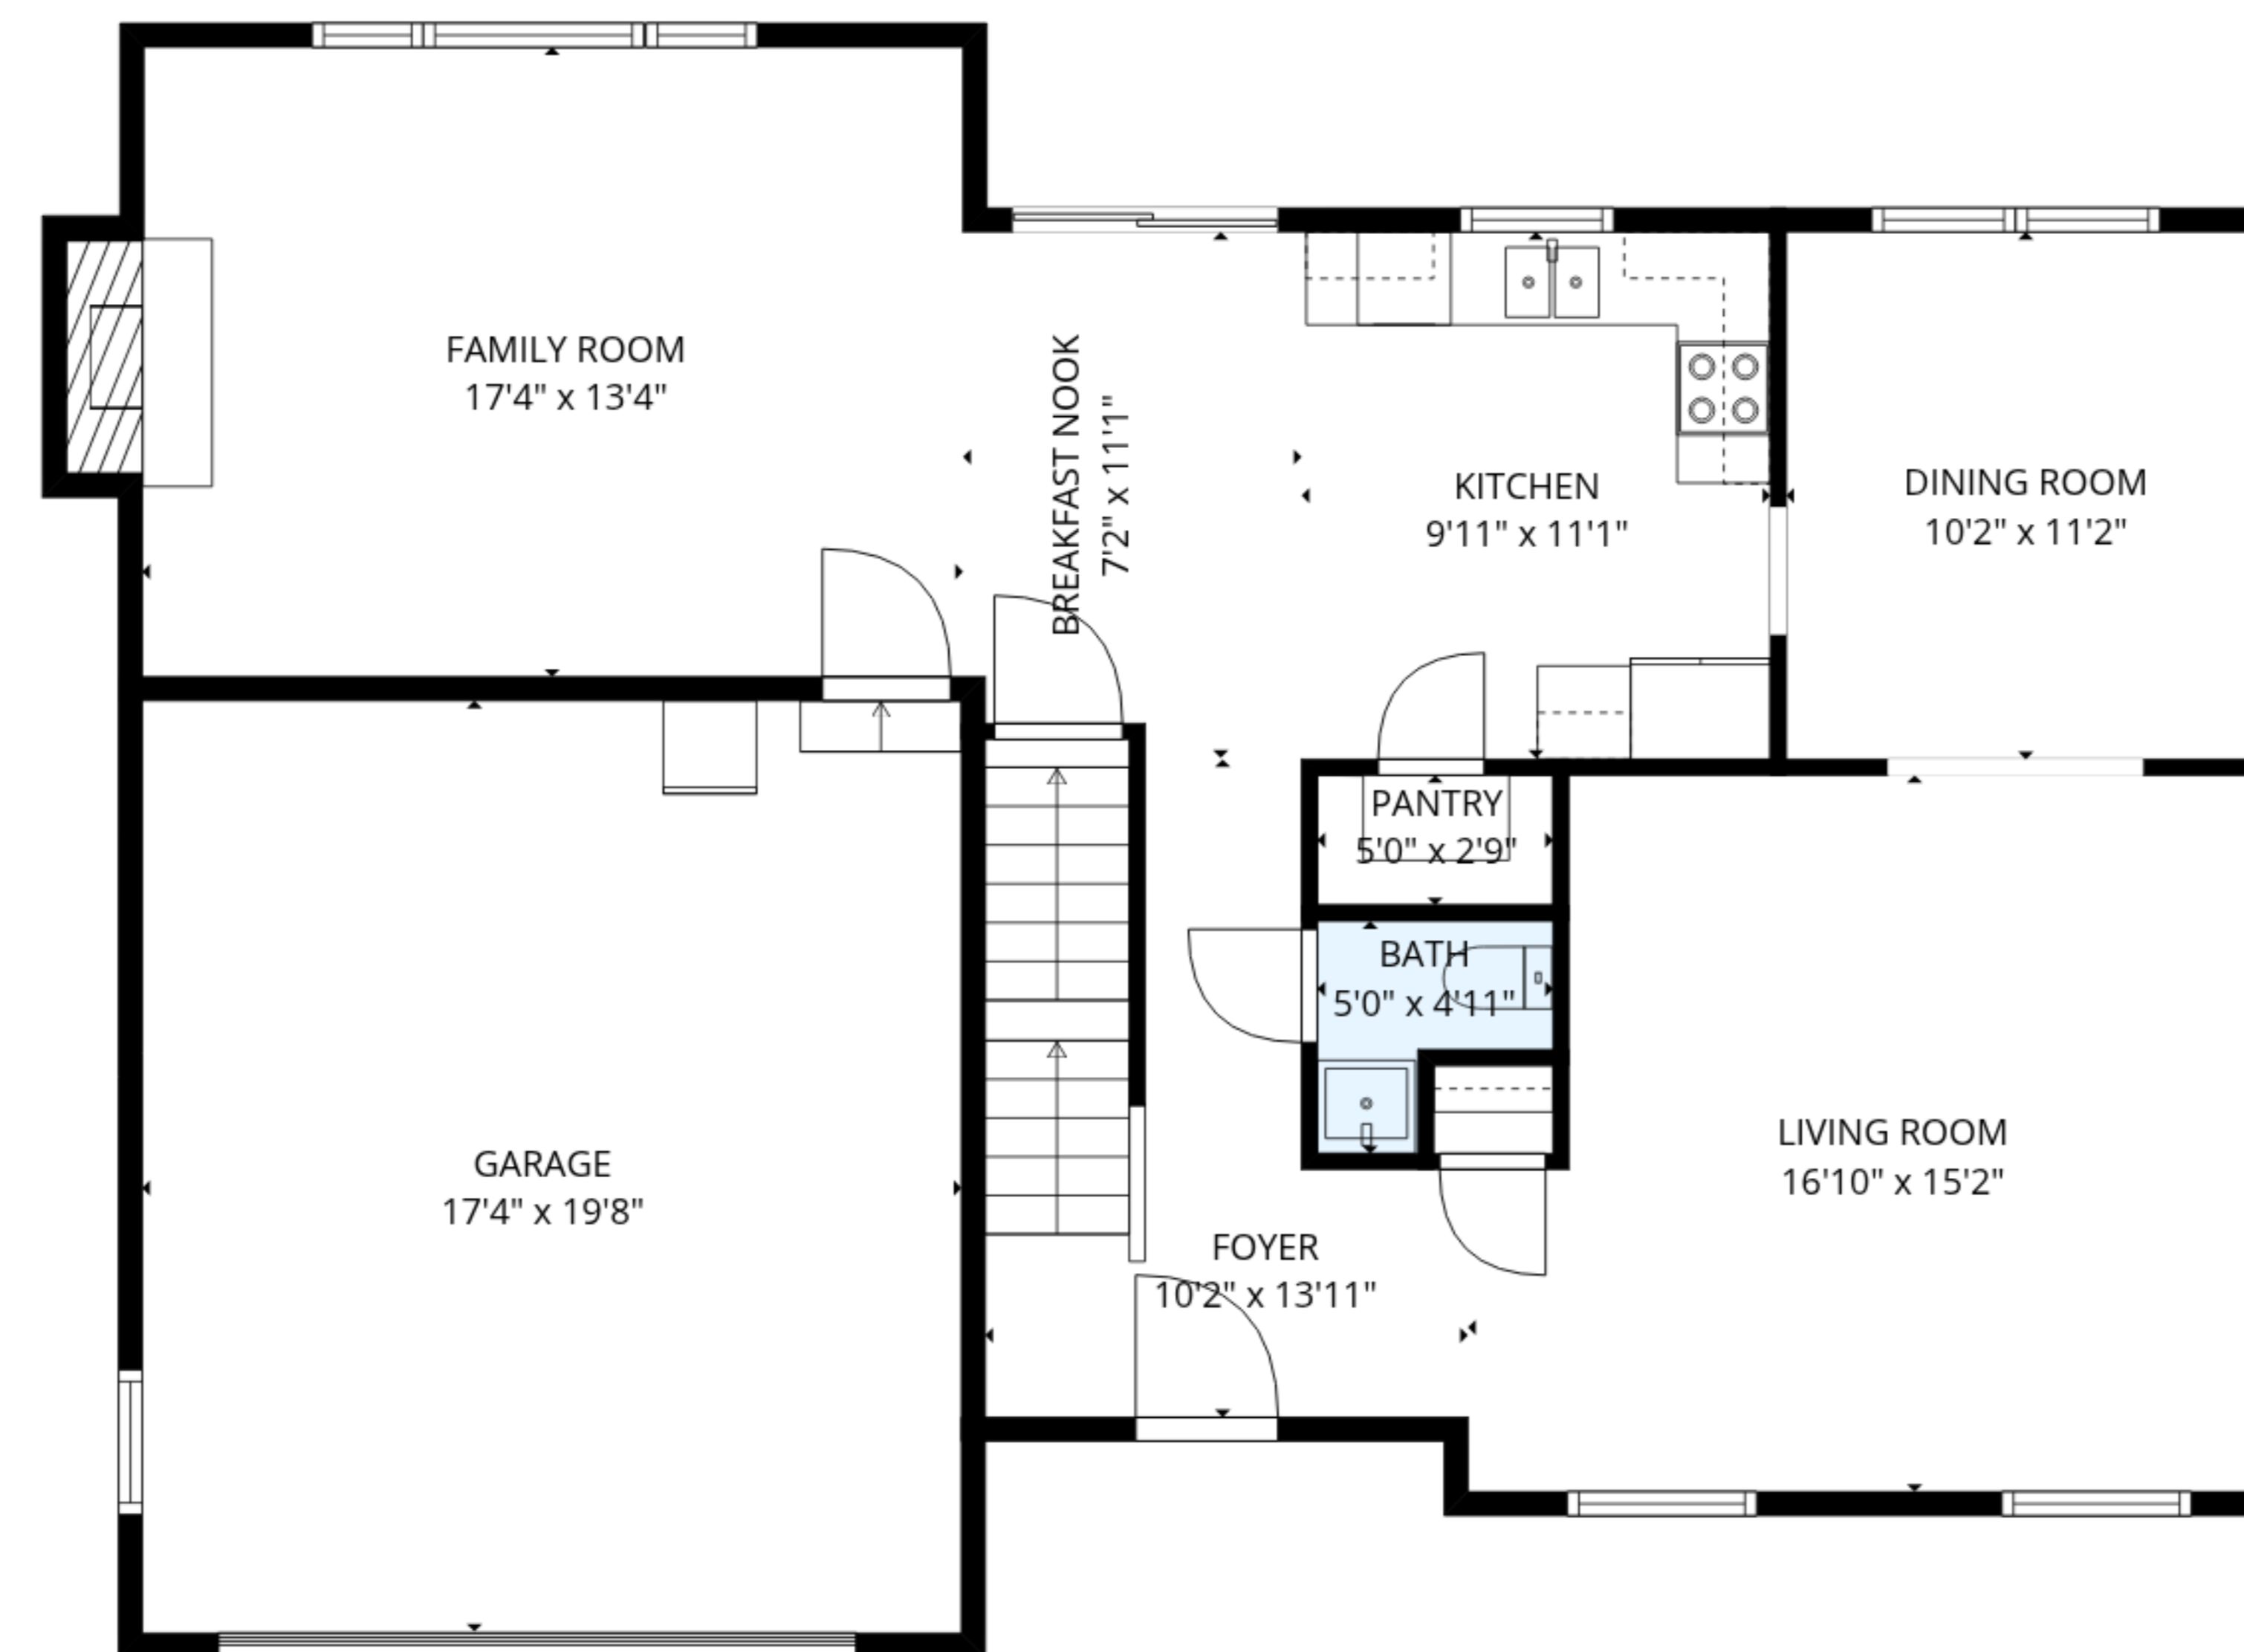 FAMILY ROOM
17'4" x 13'4"
BREAKFAST NOOK
7'2" x 11'1"
KITCHEN
9'11" x 11'1"
DINING ROOM
10'2" x 11'2"
PANTRY
5'0" x 2'9"
BATH
5'0" x 4'11"
GARAGE
17'4" x 19'8"
FOYER
10'2" x 13'11"
LIVING ROOM
16'10" x 15'2"